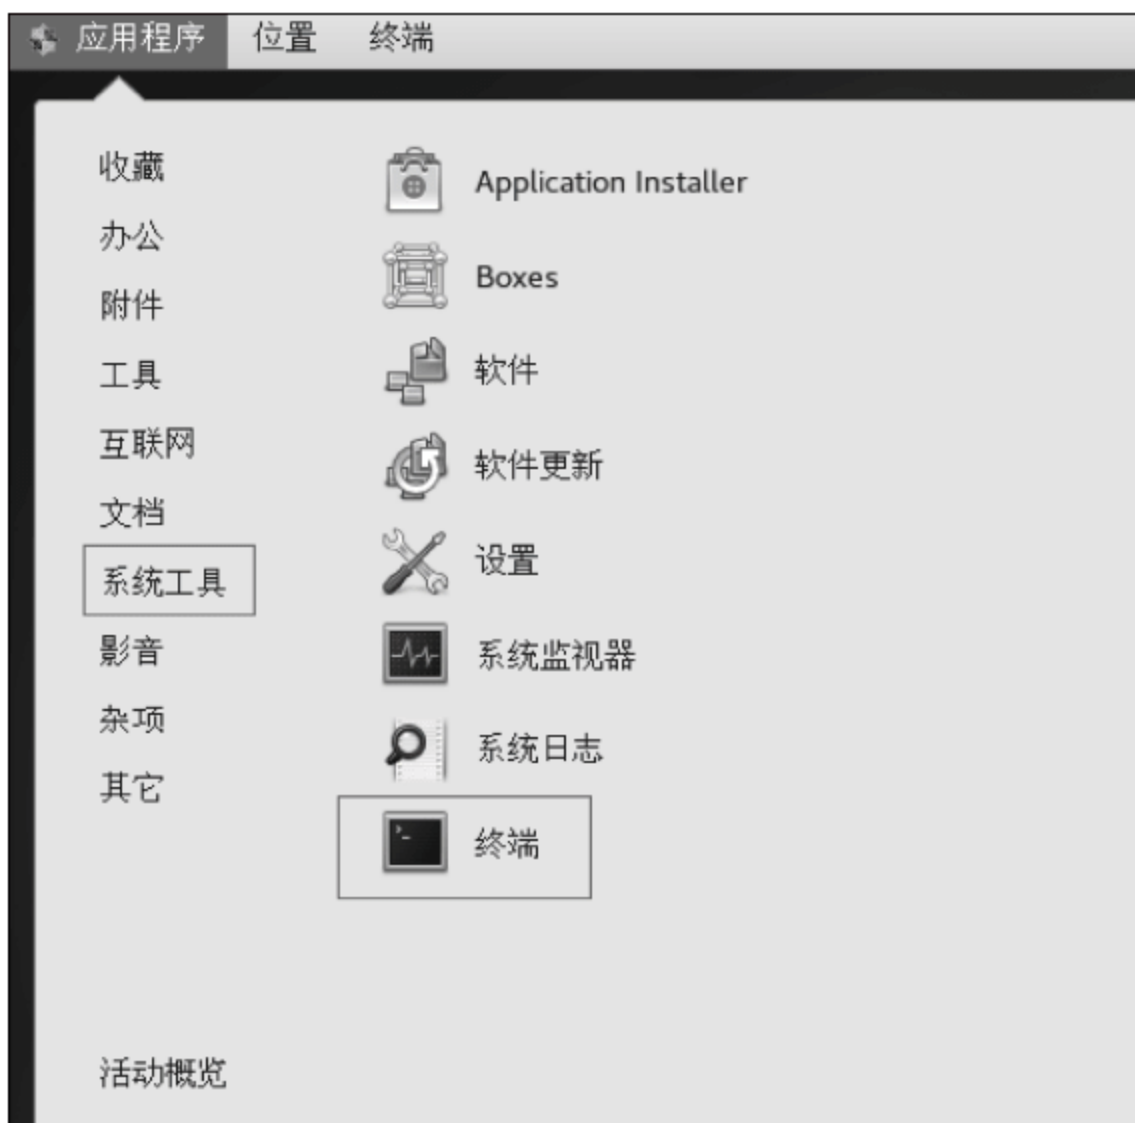 应用程序 位置 终端
收藏
办公
附件
工具
互联网
文档
系统工具
影音
杂项
其它
Application Installer
Boxes
软件
软件更新
设置
系统监视器
系统日志
终端
活动概览